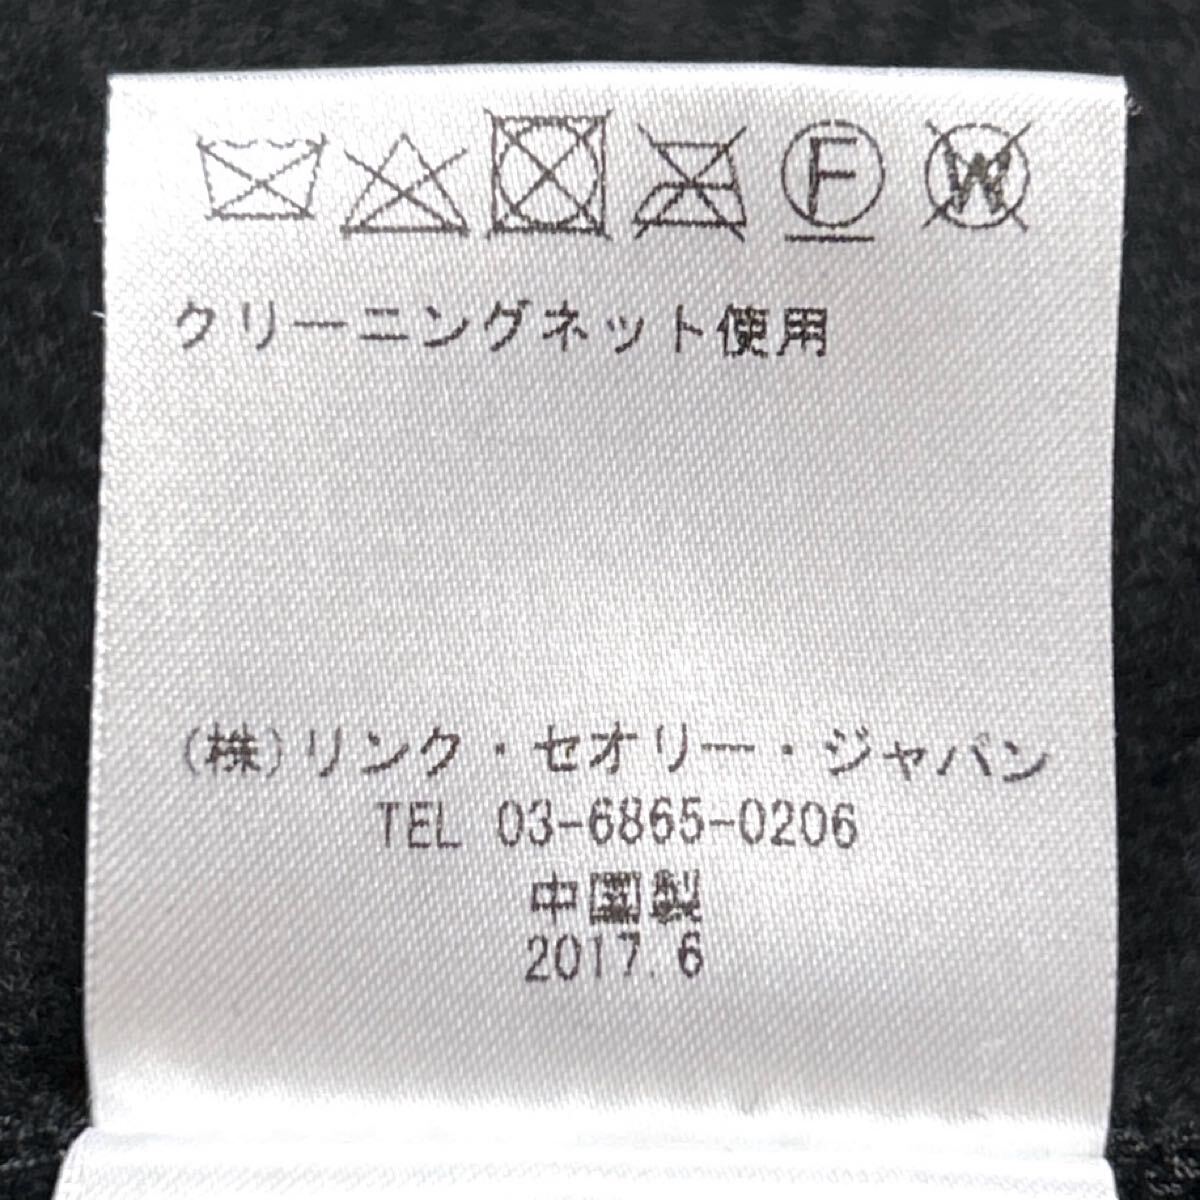 F W
クリーニングネット使用
(株)リンク・セオリー・ジャパン
TEL 03-6865-0206
中国製
2017.6